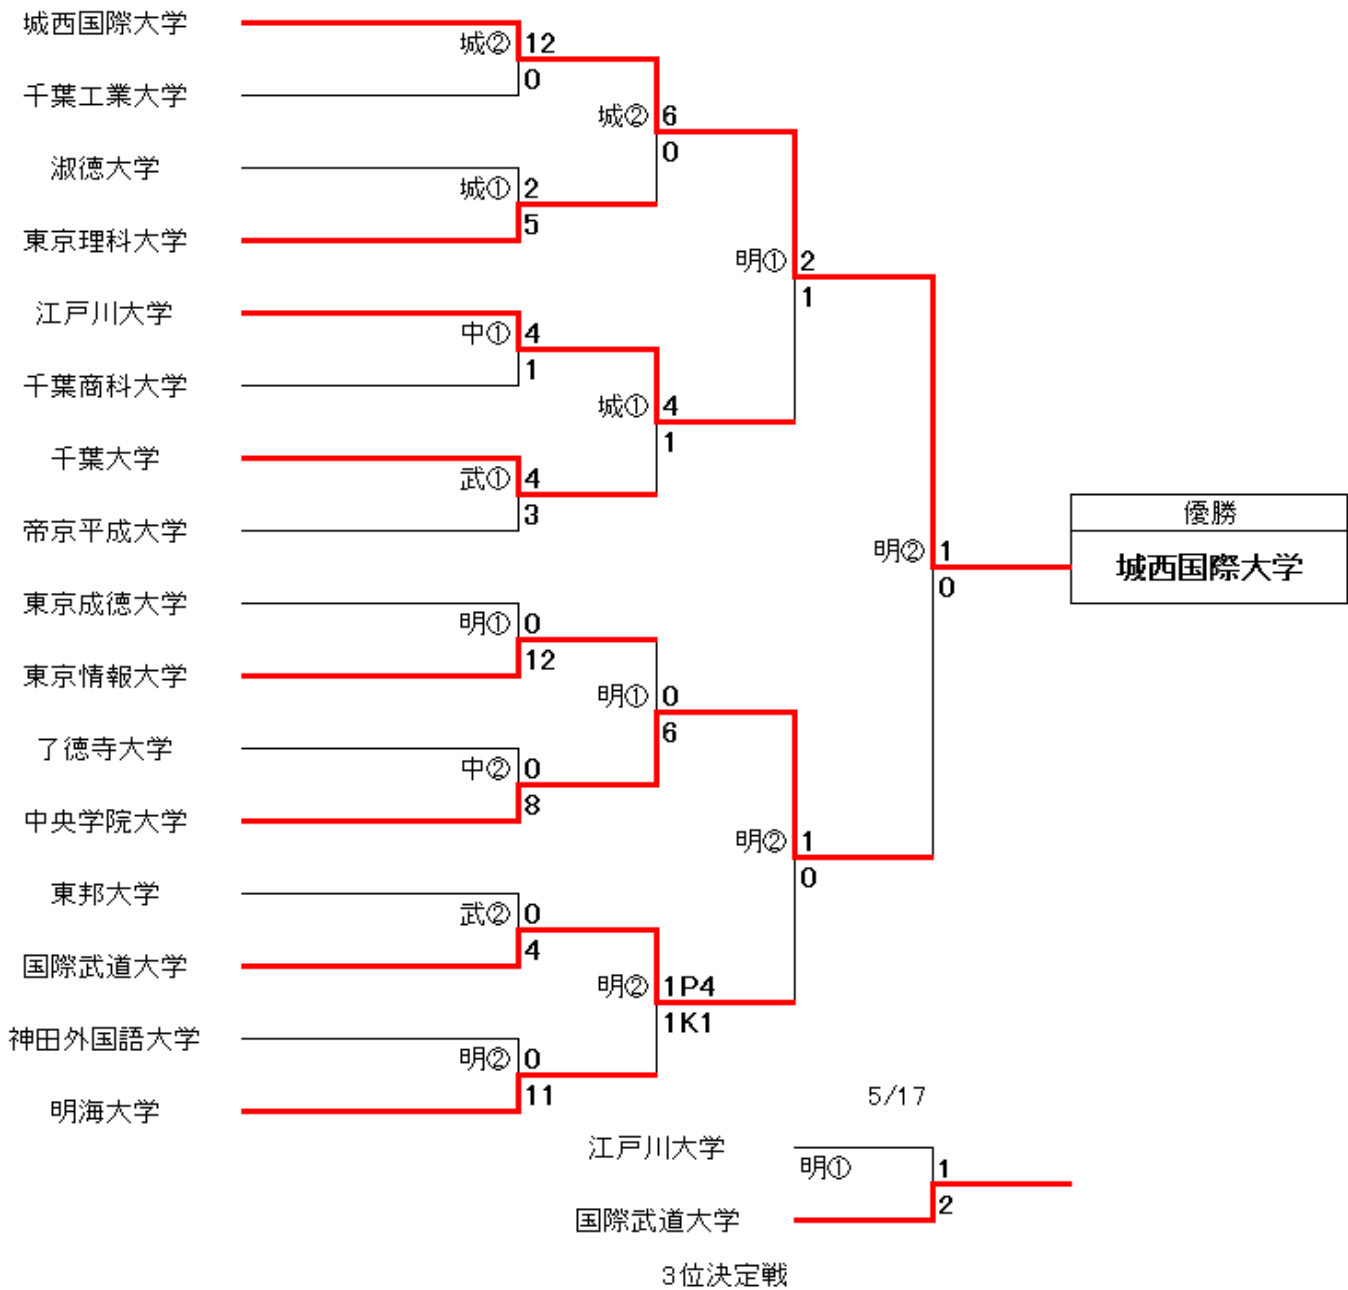 城西国際大学
城② 12
0
千葉工業大学
城② 6
0
淑徳大学
城① 2
5
東京理科大学
明① 2
1
江戸川大学
中① 4
1
千葉商科大学
城① 4
1
千葉大学
武① 4
3
帝京平成大学
優勝
明② 1
0
城西国際大学
東京成徳大学
明① 0
12
東京情報大学
明① 0
6
了徳寺大学
中② 0
8
中央学院大学
明② 1
0
東邦大学
武② 0
4
国際武道大学
明② 1P4
1K1
神田外国語大学
明② 0
11
明海大学
5/17
江戸川大学
明① 1
2
国際武道大学
3位決定戦